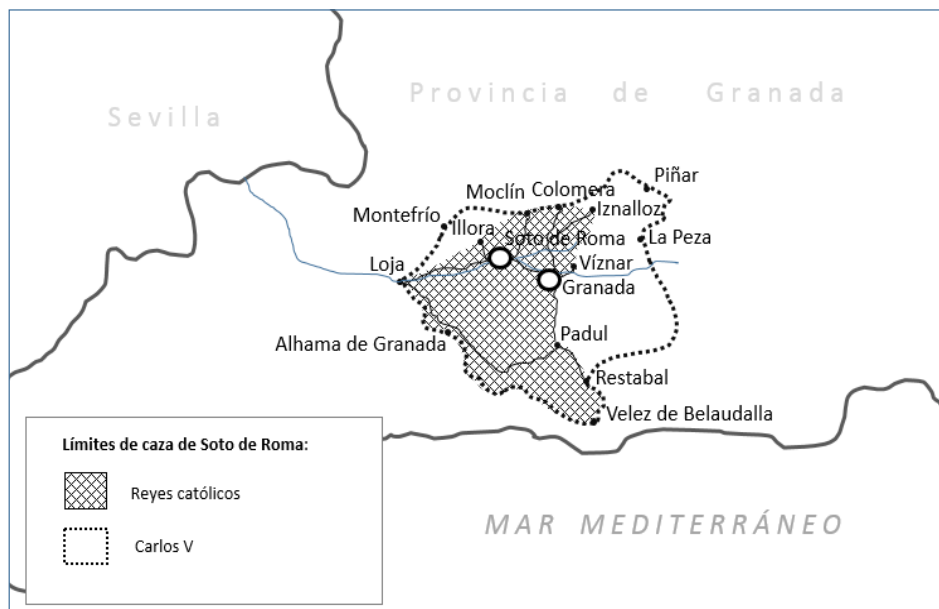 Provincia de Granada
Sevilla
Piñar
Moclín
Colomera
Iznalloz
Montefrío
Illora
Soto de Roma
La Peza
Loja
Víznar
Granada
Alhama de Granada
Padul
Restabal
Velez de Belaudalla
Límites de caza de Soto de Roma:
Reyes católicos
Carlos V
MAR MEDITERRÁNEO